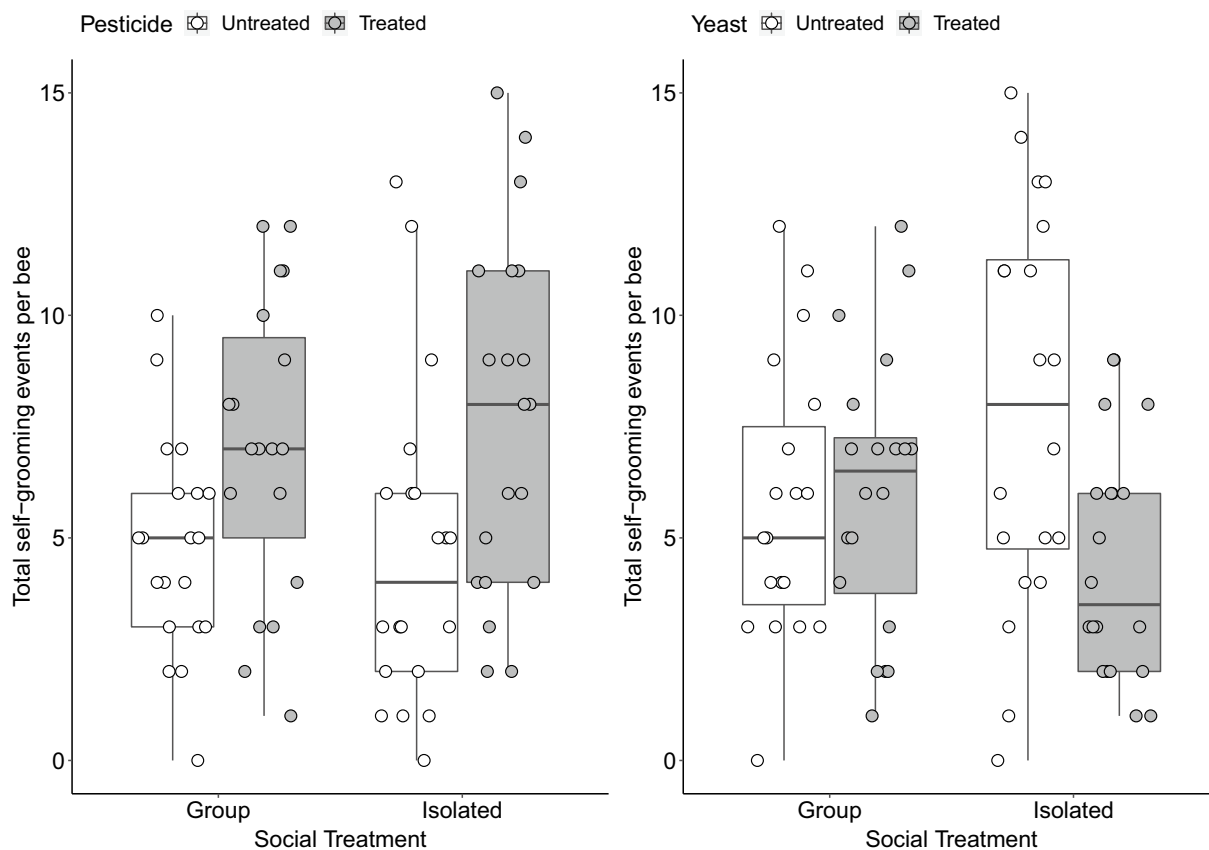 Pesticide Untreated Treated
Total self-grooming events per bee
15
10
5
0
Group Isolated
Social Treatment
Yeast Untreated Treated
Total self-grooming events per bee
15
10
5
0
Group Isolated
Social Treatment